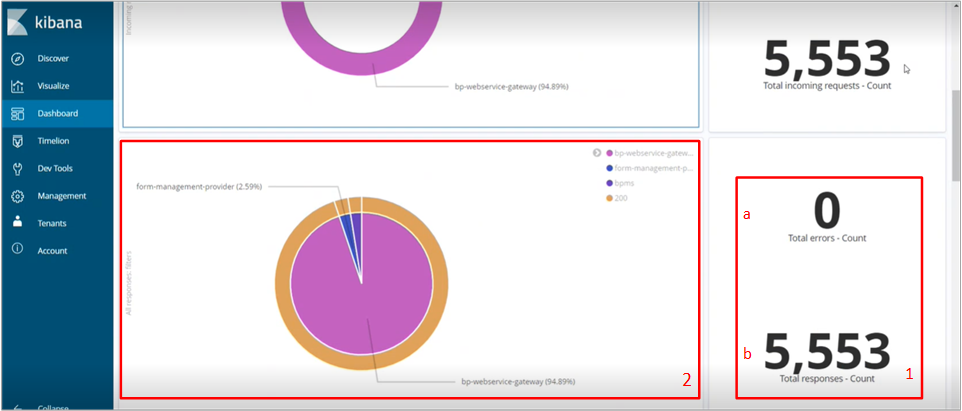 kibana
Discover
Visualize
Dashboard
Timelion
Dev Tools
Management
Tenants
Account
bp-webservice-gateway (94.89%)
5,553
Total incoming requests - Count
All responses: filters
form-management-provider (2.59%)
bp-webservice-gatew...
form-management-p...
bpms
200
bp-webservice-gateway (94.89%)
2
a
0
Total errors - Count
b
5,553
Total responses - Count
1
Collapse